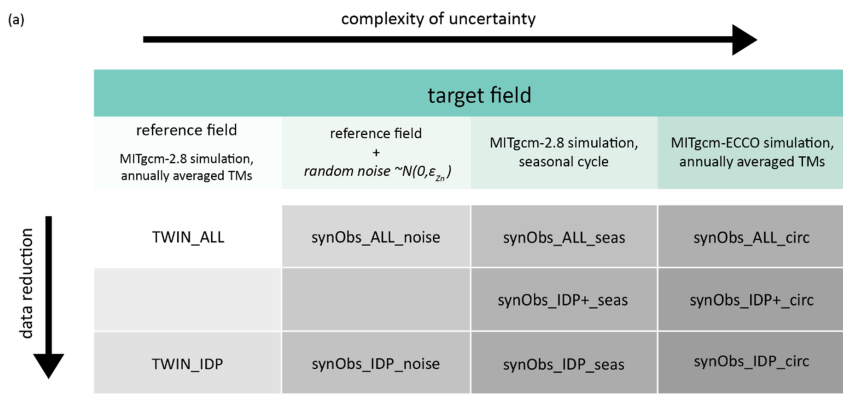 (a)
complexity of uncertainty
target field
reference field
MITgcm-2.8 simulation,
annually averaged TMs
reference field
+
random noise ~N(0,ε_Zn)
MITgcm-2.8 simulation,
seasonal cycle
MITgcm-ECCO simulation,
annually averaged TMs
data reduction
TWIN_ALL
synObs_ALL_noise
synObs_ALL_seas
synObs_ALL_circ
synObs_IDP+_seas
synObs_IDP+_circ
TWIN_IDP
synObs_IDP_noise
synObs_IDP_seas
synObs_IDP_circ